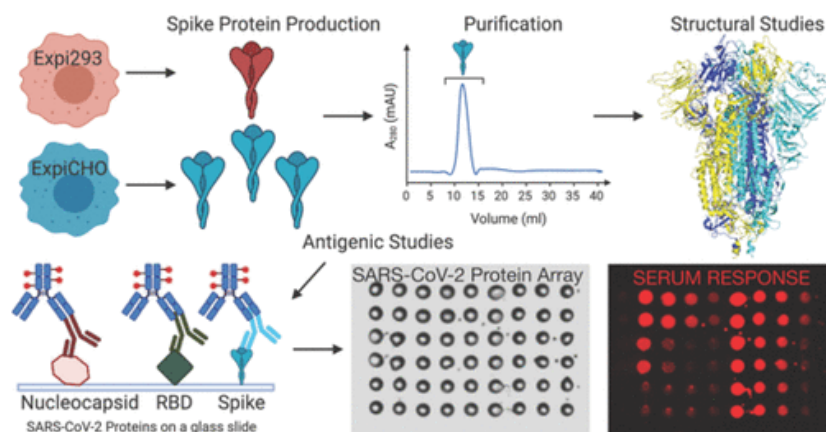 Spike Protein Production
Purification
Structural Studies
Expi293
ExpiCHO
A280 (mAU)
0 5 10 15 20 25 30 35 40
Volume (ml)
Antigenic Studies
SARS-CoV-2 Protein Array
SERUM RESPONSE
Nucleocapsid RBD Spike
SARS-CoV-2 Proteins on a glass slide